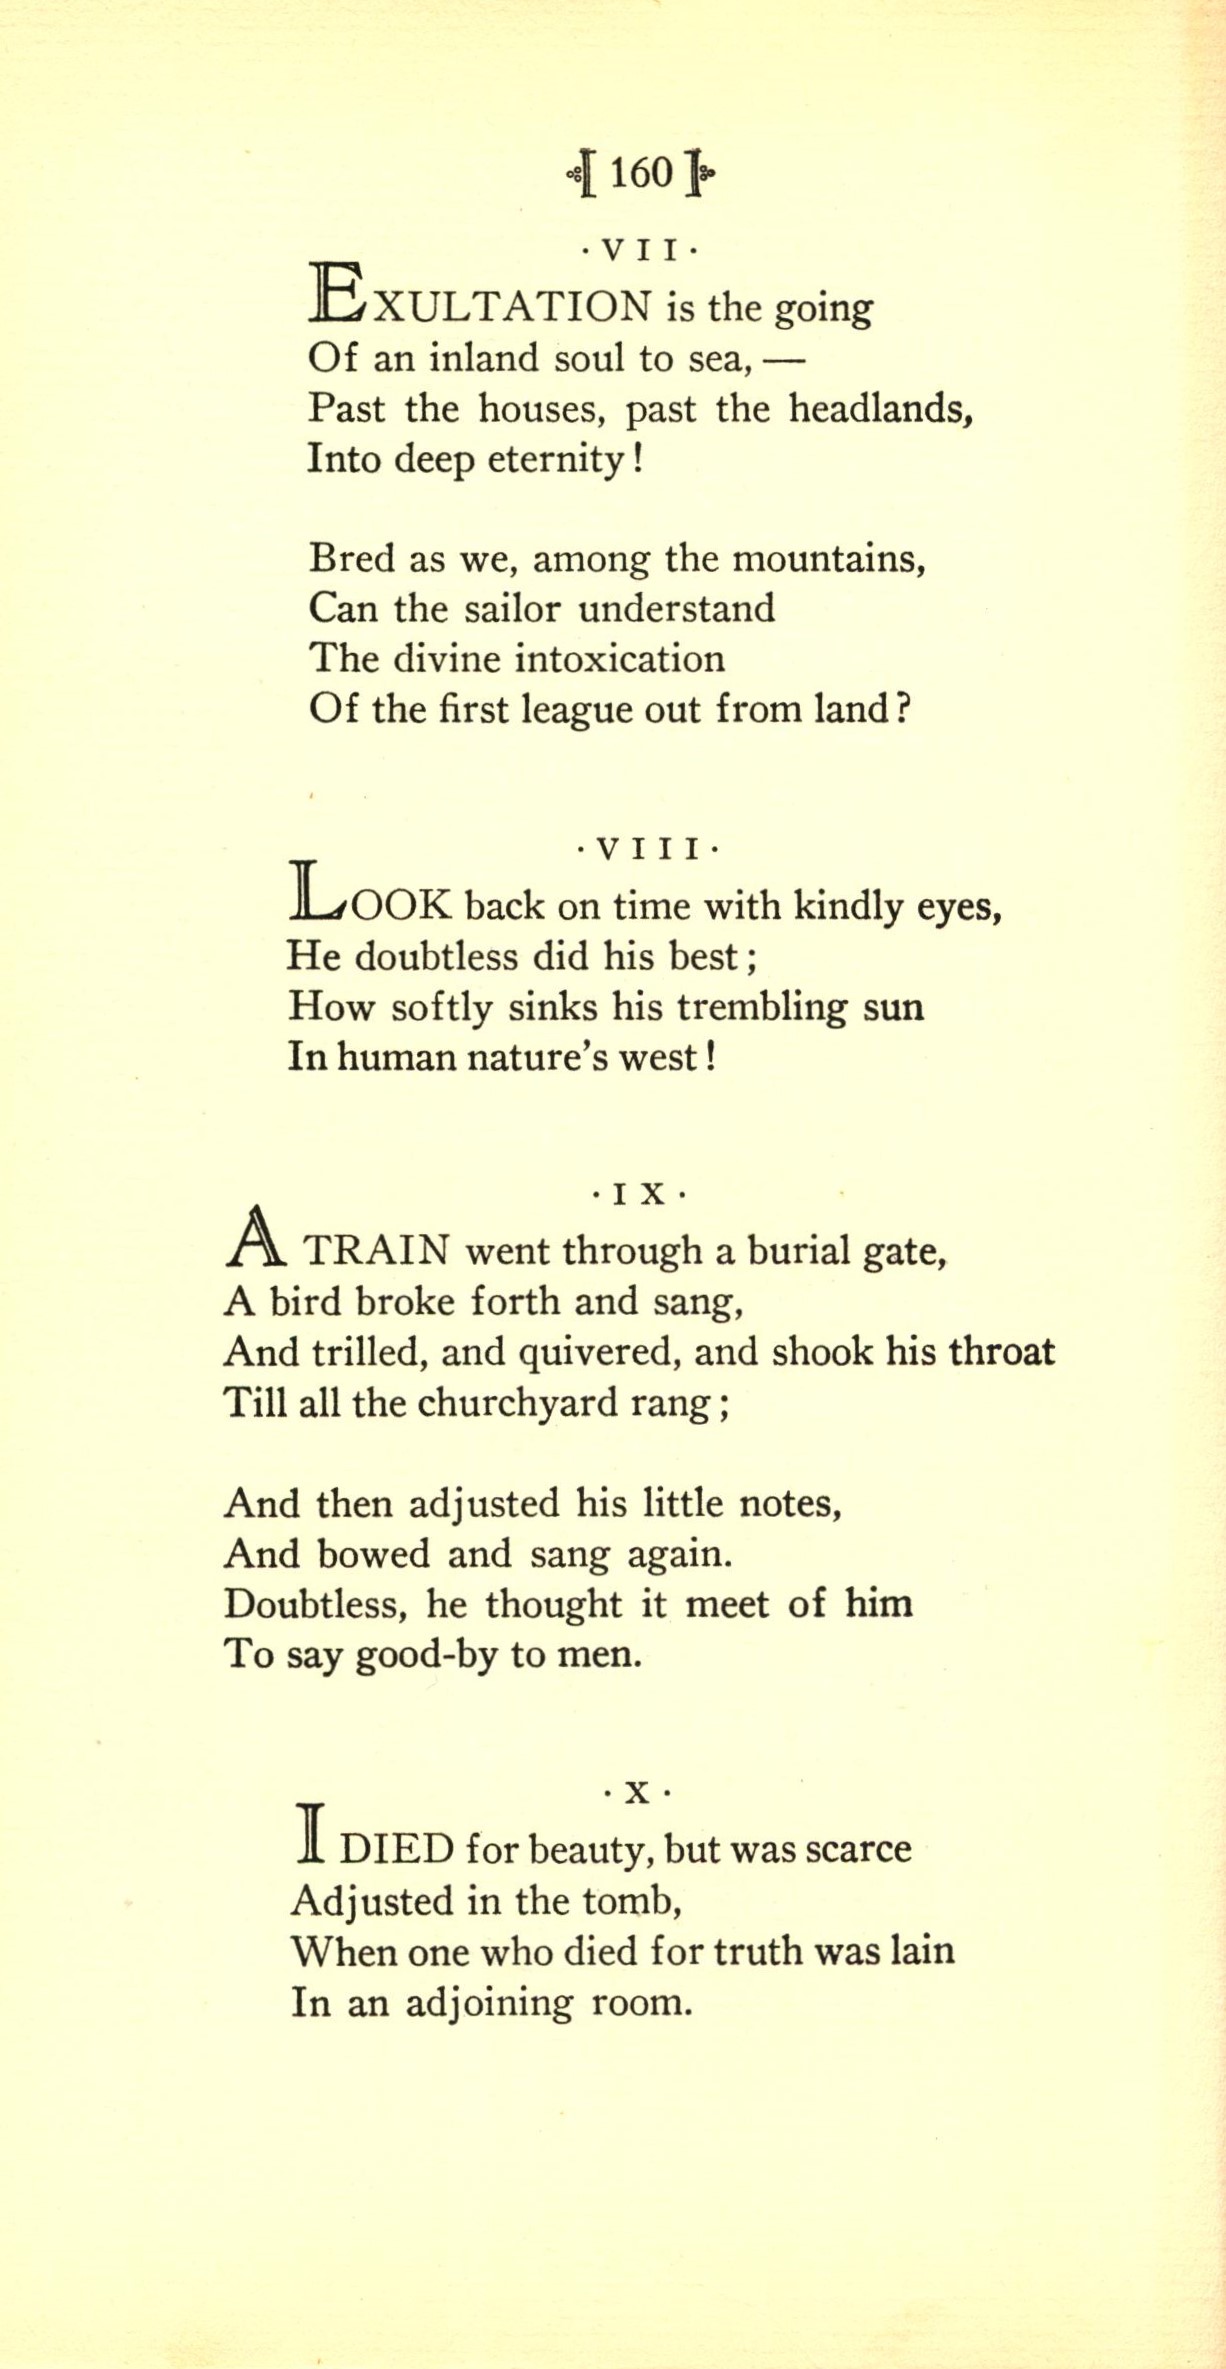 160
·VII·
EXULTATION is the going
Of an inland soul to sea, —
Past the houses, past the headlands,
Into deep eternity!
Bred as we, among the mountains,
Can the sailor understand
The divine intoxication
Of the first league out from land?
·VIII·
LOOK back on time with kindly eyes,
He doubtless did his best;
How softly sinks his trembling sun
In human nature's west!
·IX·
A TRAIN went through a burial gate,
A bird broke forth and sang,
And trilled, and quivered, and shook his throat
Till all the churchyard rang;
And then adjusted his little notes,
And bowed and sang again.
Doubtless, he thought it meet of him
To say good-by to men.
·X·
I DIED for beauty, but was scarce
Adjusted in the tomb,
When one who died for truth was lain
In an adjoining room.